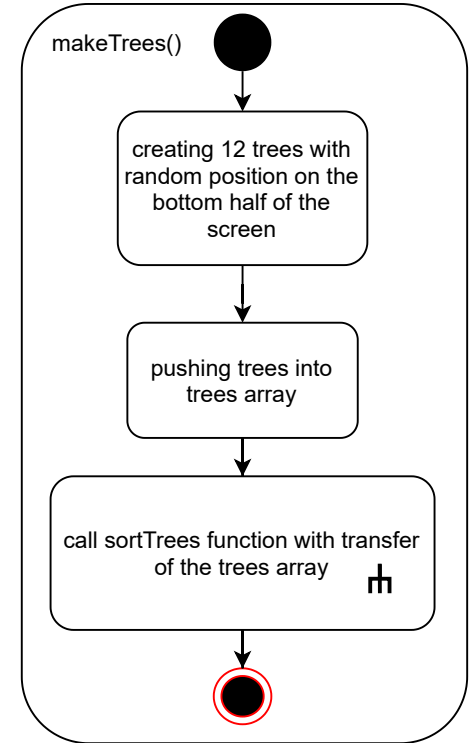 makeTrees()
creating 12 trees with
random position on the
bottom half of the
screen
pushing trees into
trees array
call sortTrees function with transfer
of the trees array